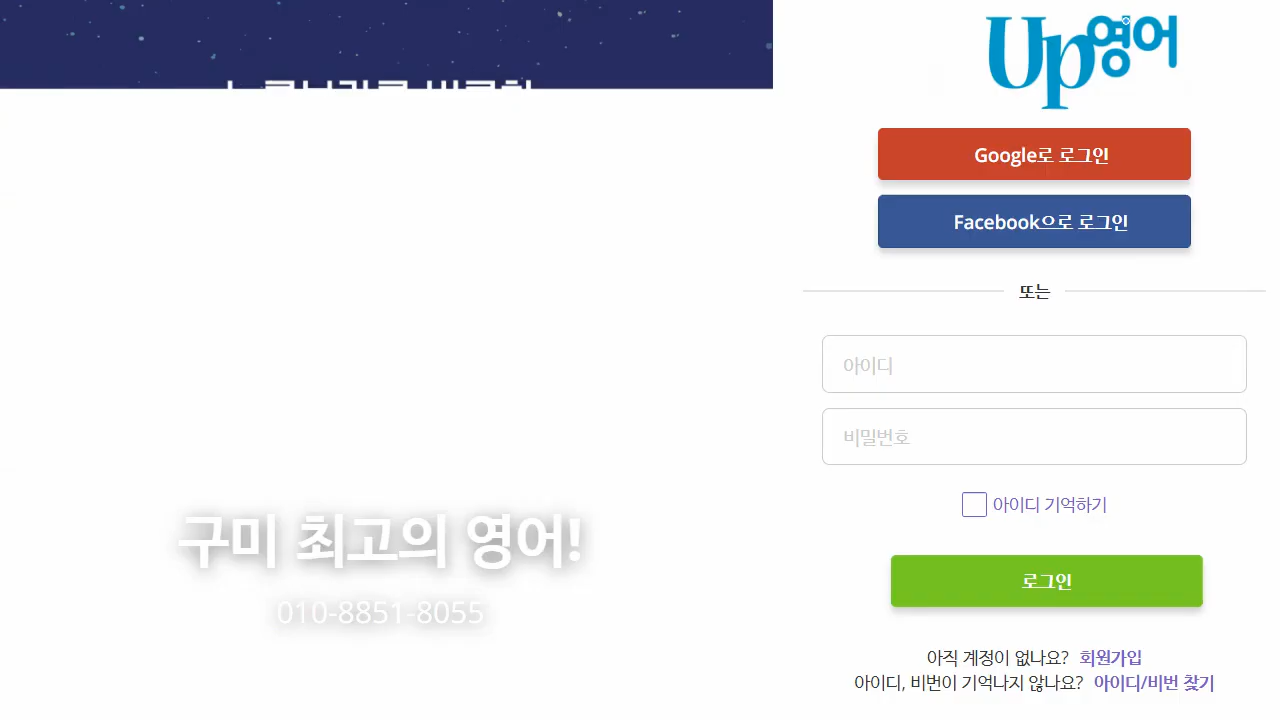 구미 최고의 영어!
010-8851-8055
Up영어
Google로 로그인
Facebook으로 로그인
또는
아이디
비밀번호
아이디 기억하기
로그인
아직 계정이 없나요? 회원가입
아이디, 비번이 기억나지 않나요? 아이디/비번 찾기